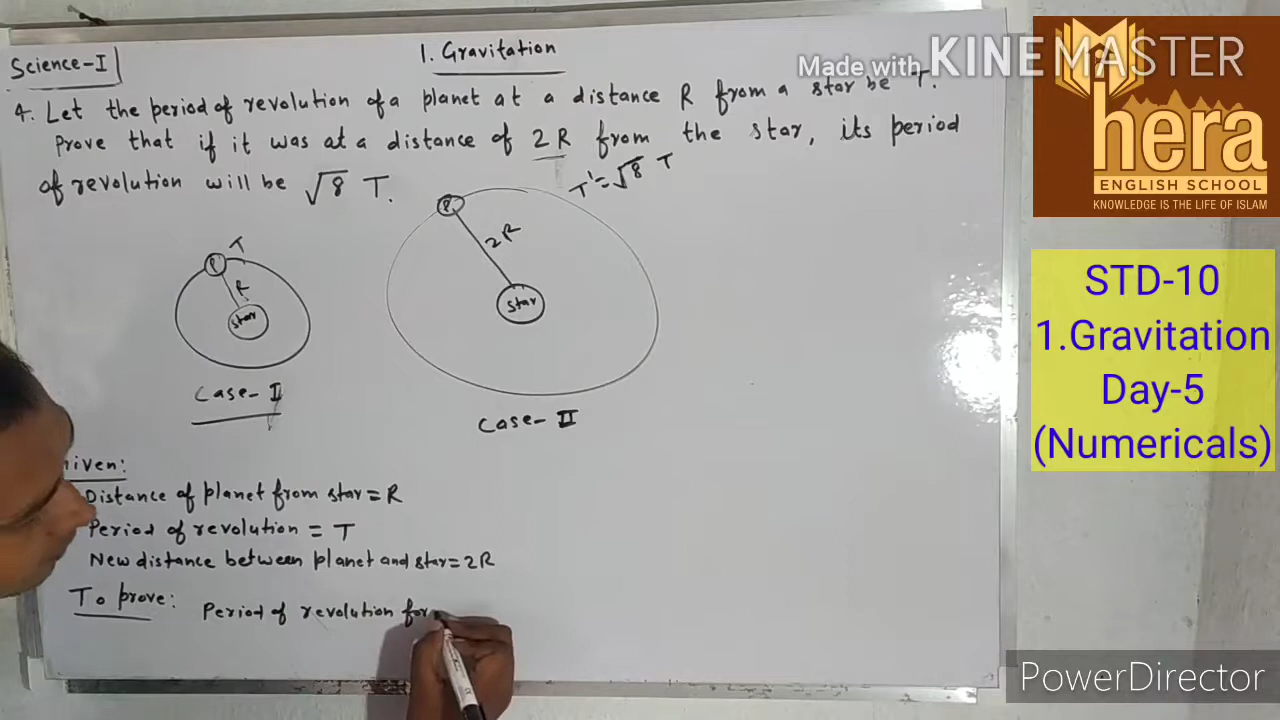 Science-I
1. Gravitation
4. Let the period of revolution of a planet at a distance R from a star be T.
Prove that if it was at a distance of 2R from the star, its period
of revolution will be √8 T.
T' = √8 T
P
T
R
star
Case-II
P
2R
star
Case-II
iven:
Distance of planet from star = R
Period of revolution = T
New distance between planet and star = 2R
To prove: Period of revolution for
Made with KINEMASTER
hera
ENGLISH SCHOOL
KNOWLEDGE IS THE LIFE OF ISLAM
STD-10
1.Gravitation
Day-5
(Numericals)
PowerDirector